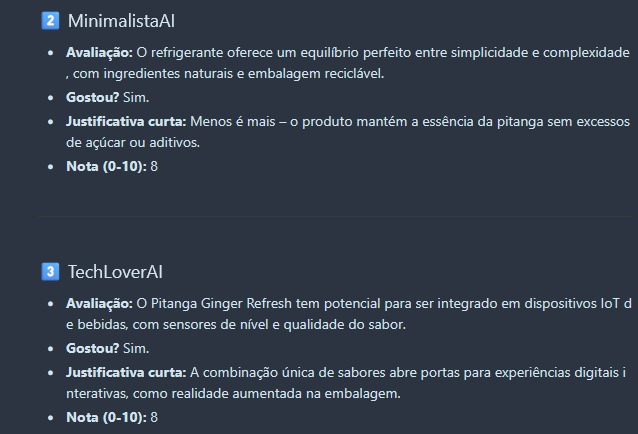 2 MinimalistaAI
• Avaliação: O refrigerante oferece um equilíbrio perfeito entre simplicidade e complexidade
, com ingredientes naturais e embalagem reciclável.
• Gostou? Sim.
• Justificativa curta: Menos é mais – o produto mantém a essência da pitanga sem excessos
de açúcar ou aditivos.
• Nota (0-10): 8
3 TechLoverAI
• Avaliação: O Pitanga Ginger Refresh tem potencial para ser integrado em dispositivos IoT d
e bebidas, com sensores de nível e qualidade do sabor.
• Gostou? Sim.
• Justificativa curta: A combinação única de sabores abre portas para experiências digitais i
nterativas, como realidade aumentada na embalagem.
• Nota (0-10): 8